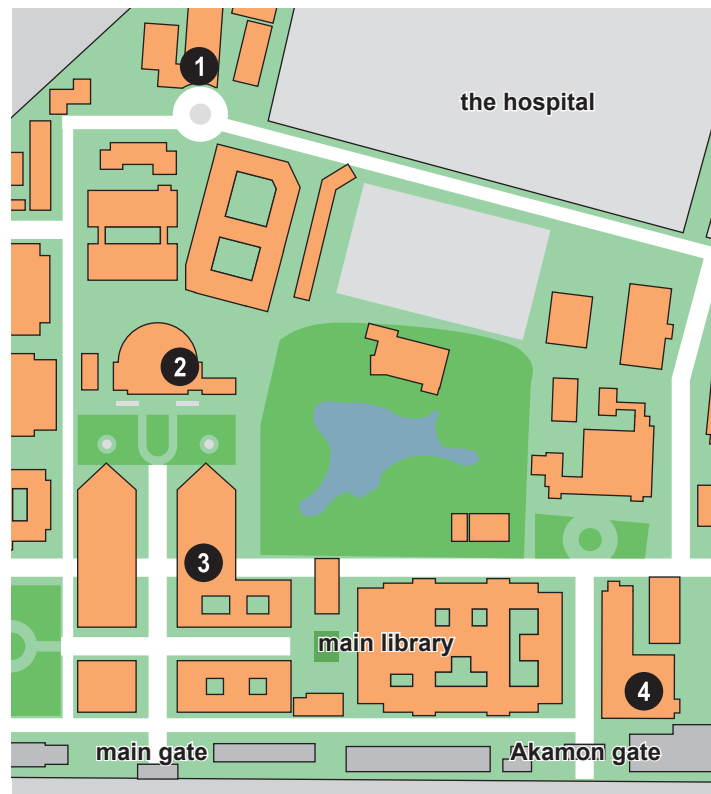 1
the hospital
2
3
main library
4
main gate
Akamon gate